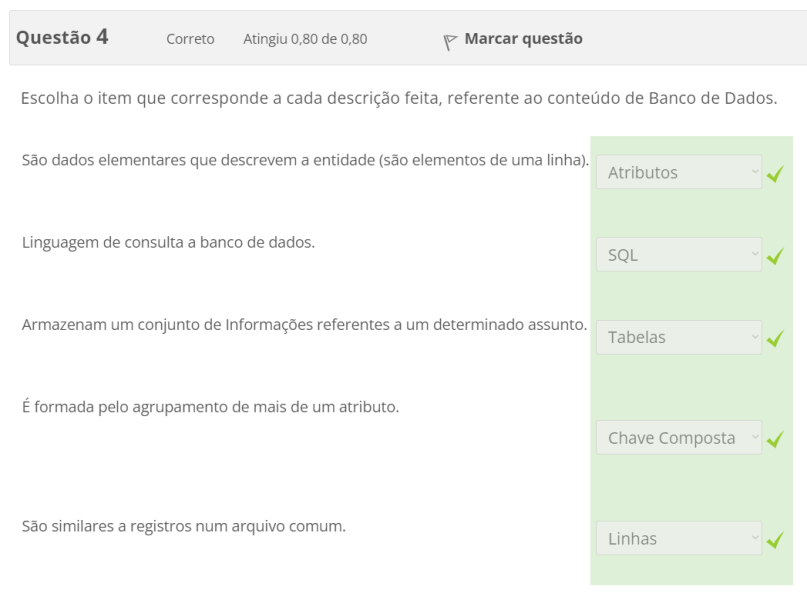 Questão 4 Correto Atingiu 0,80 de 0,80 Marcar questão
Escolha o item que corresponde a cada descrição feita, referente ao conteúdo de Banco de Dados.
São dados elementares que descrevem a entidade (são elementos de uma linha). Atributos
Linguagem de consulta a banco de dados. SQL
Armazenam um conjunto de Informações referentes a um determinado assunto. Tabelas
É formada pelo agrupamento de mais de um atributo. Chave Composta
São similares a registros num arquivo comum. Linhas